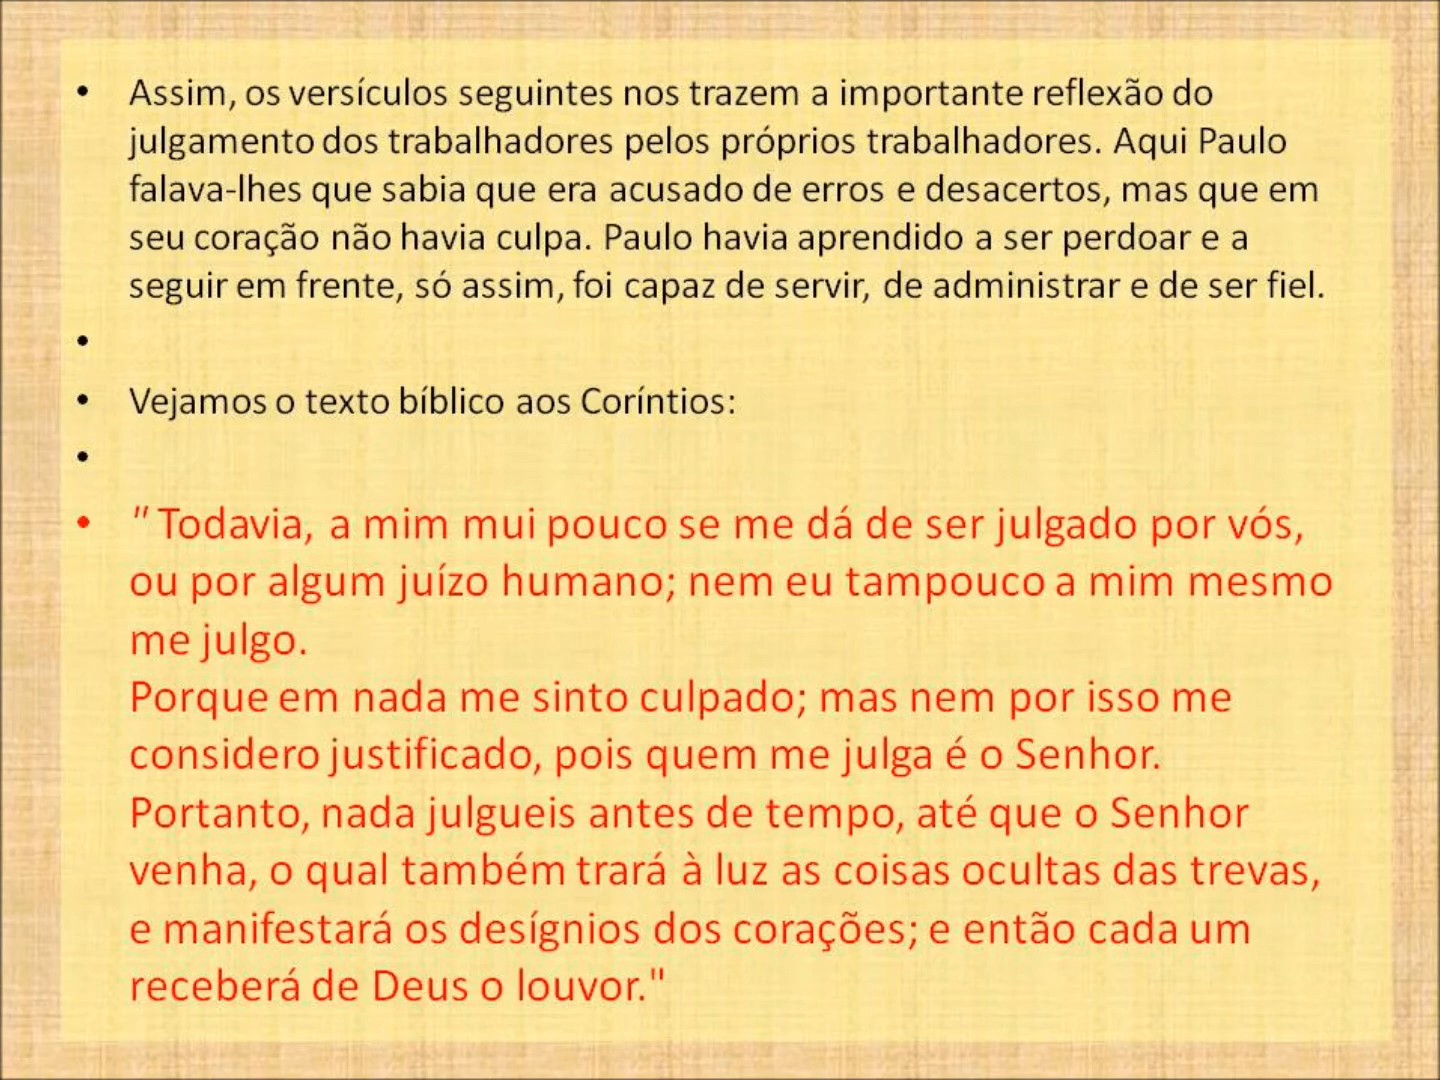 • Assim, os versículos seguintes nos trazem a importante reflexão do
julgamento dos trabalhadores pelos próprios trabalhadores. Aqui Paulo
falava-lhes que sabia que era acusado de erros e desacertos, mas que em
seu coração não havia culpa. Paulo havia aprendido a ser perdoar e a
seguir em frente, só assim, foi capaz de servir, de administrar e de ser fiel.
•
• Vejamos o texto bíblico aos Coríntios:
•
• "Todavia, a mim mui pouco se me dá de ser julgado por vós,
ou por algum juízo humano; nem eu tampouco a mim mesmo
me julgo.
Porque em nada me sinto culpado; mas nem por isso me
considero justificado, pois quem me julga é o Senhor.
Portanto, nada julgueis antes de tempo, até que o Senhor
venha, o qual também trará à luz as coisas ocultas das trevas,
e manifestará os desígnios dos corações; e então cada um
receberá de Deus o louvor."